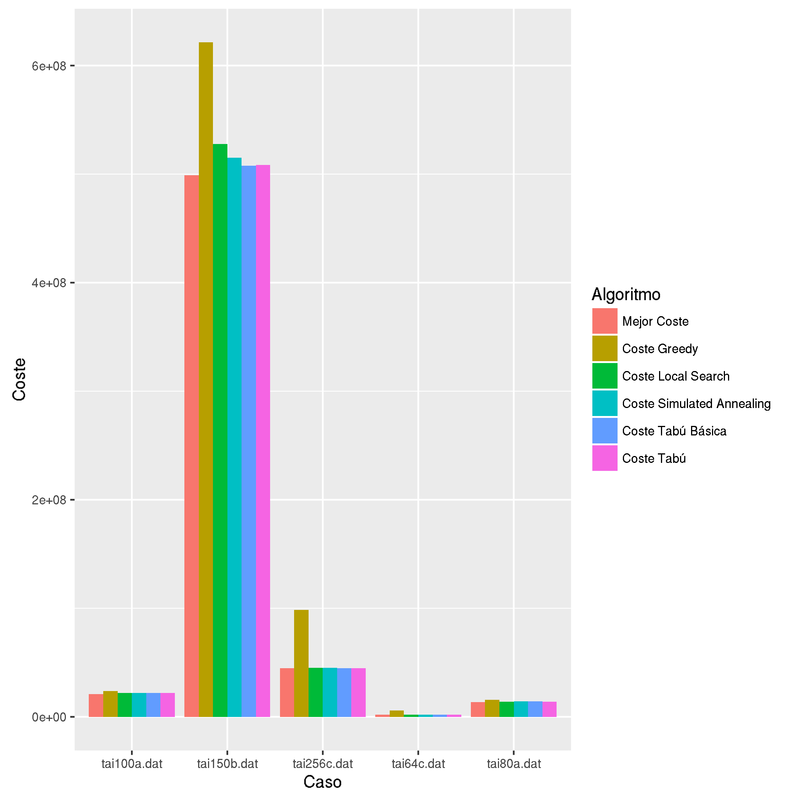 6e+08
4e+08
2e+08
0e+00
Coste
tai100a.dat tai150b.dat tai256c.dat tai64c.dat tai80a.dat
Caso
Algoritmo
Mejor Coste
Coste Greedy
Coste Local Search
Coste Simulated Annealing
Coste Tabú Básica
Coste Tabú